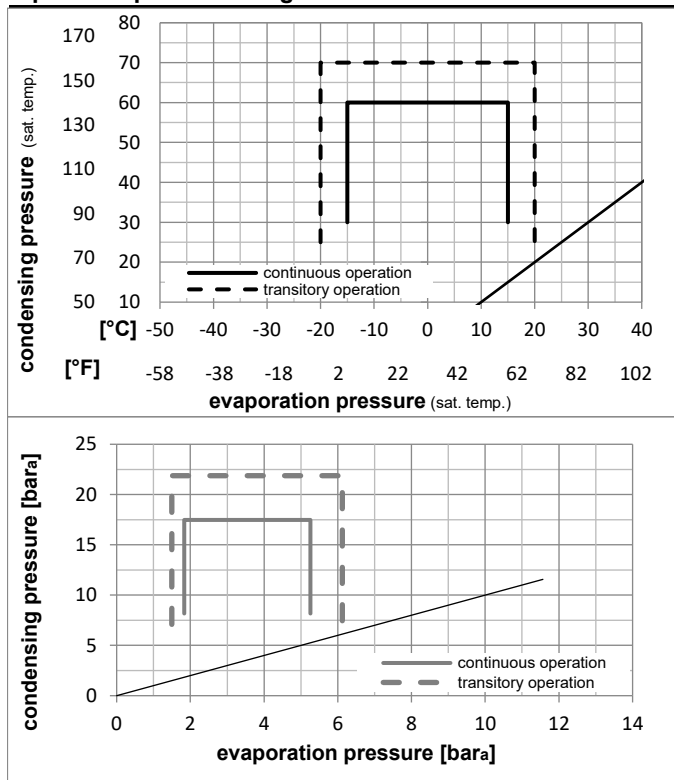 170 70
150 60
130 50
110 40
90 30
70 20
50 10
condensing pressure (sat. temp.)
continuous operation
transitory operation
[°C] -50 -40 -30 -20 -10 0 10 20 30 40
[°F] -58 -38 -18 2 22 42 62 82 102
evaporation pressure (sat. temp.)
25
20
15
10
5
0
condensing pressure [bara]
continuous operation
transitory operation
0 2 4 6 8 10 12 14
evaporation pressure [bara]